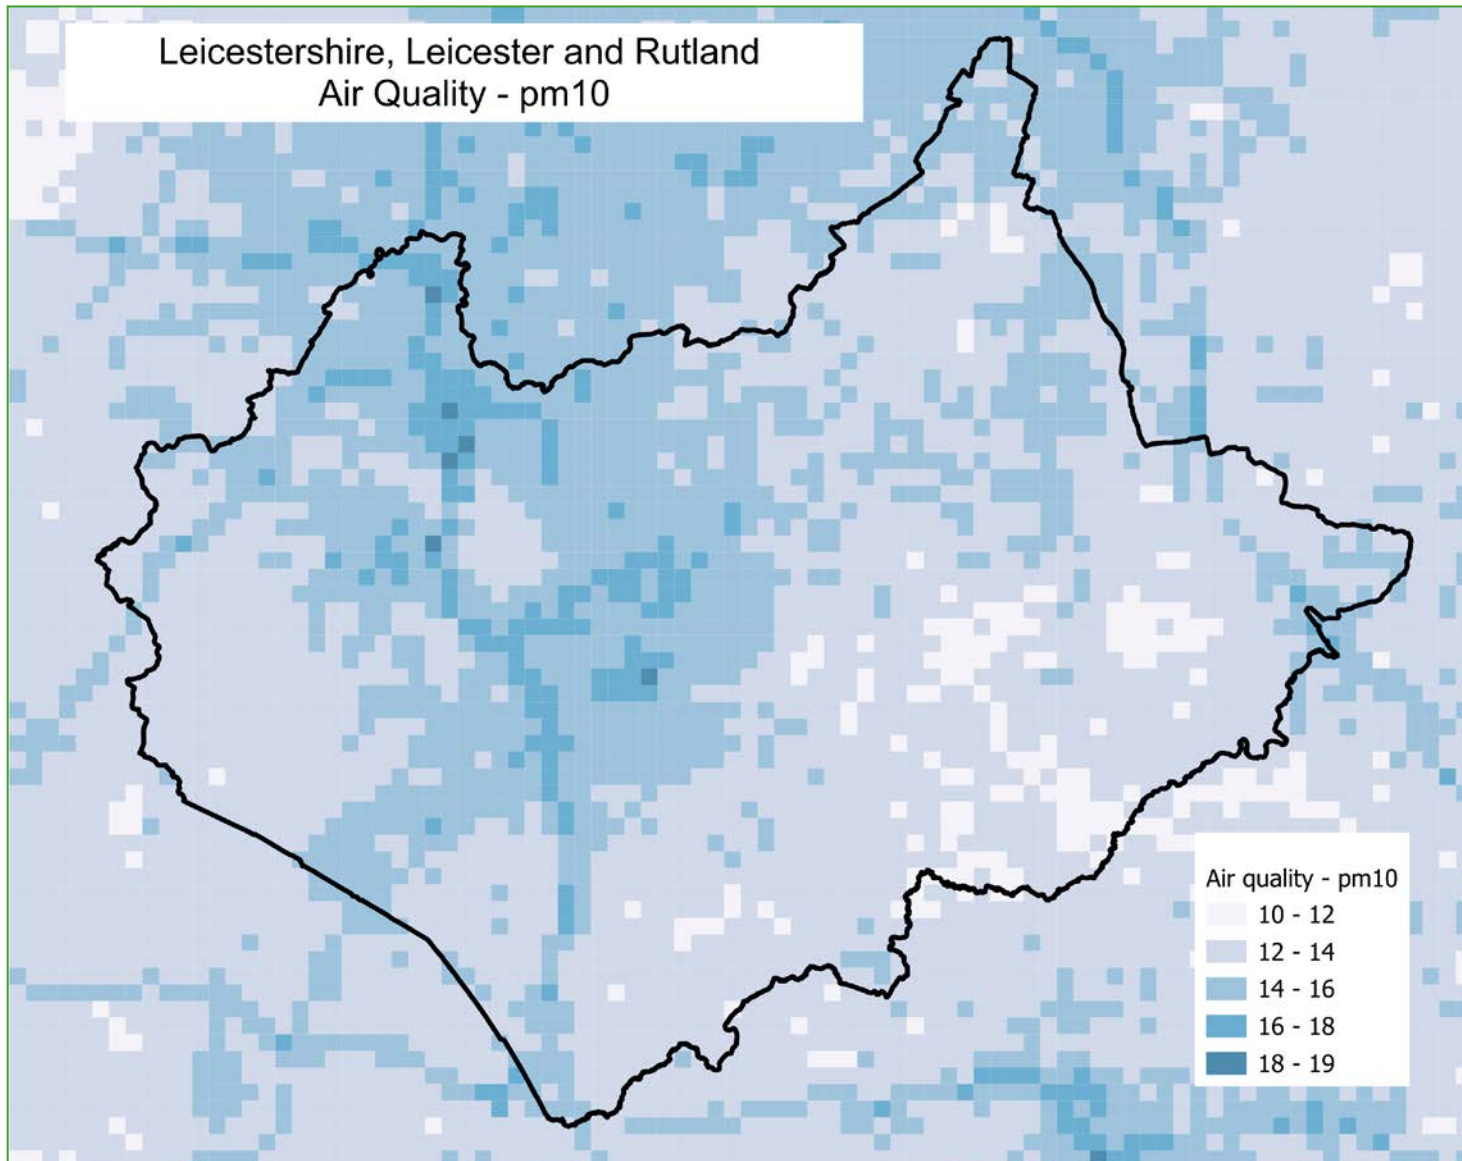 Leicestershire, Leicester and Rutland
Air Quality - pm10
Air quality - pm10
10 - 12
12 - 14
14 - 16
16 - 18
18 - 19